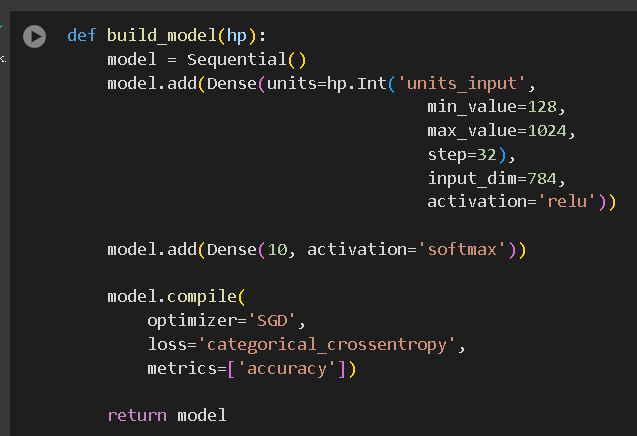 def build_model(hp):
    model = Sequential()
    model.add(Dense(units=hp.Int('units_input',
                                    min_value=128,
                                    max_value=1024,
                                    step=32),
                                    input_dim=784,
                                    activation='relu'))

    model.add(Dense(10, activation='softmax'))

    model.compile(
        optimizer='SGD',
        loss='categorical_crossentropy',
        metrics=['accuracy'])

    return model